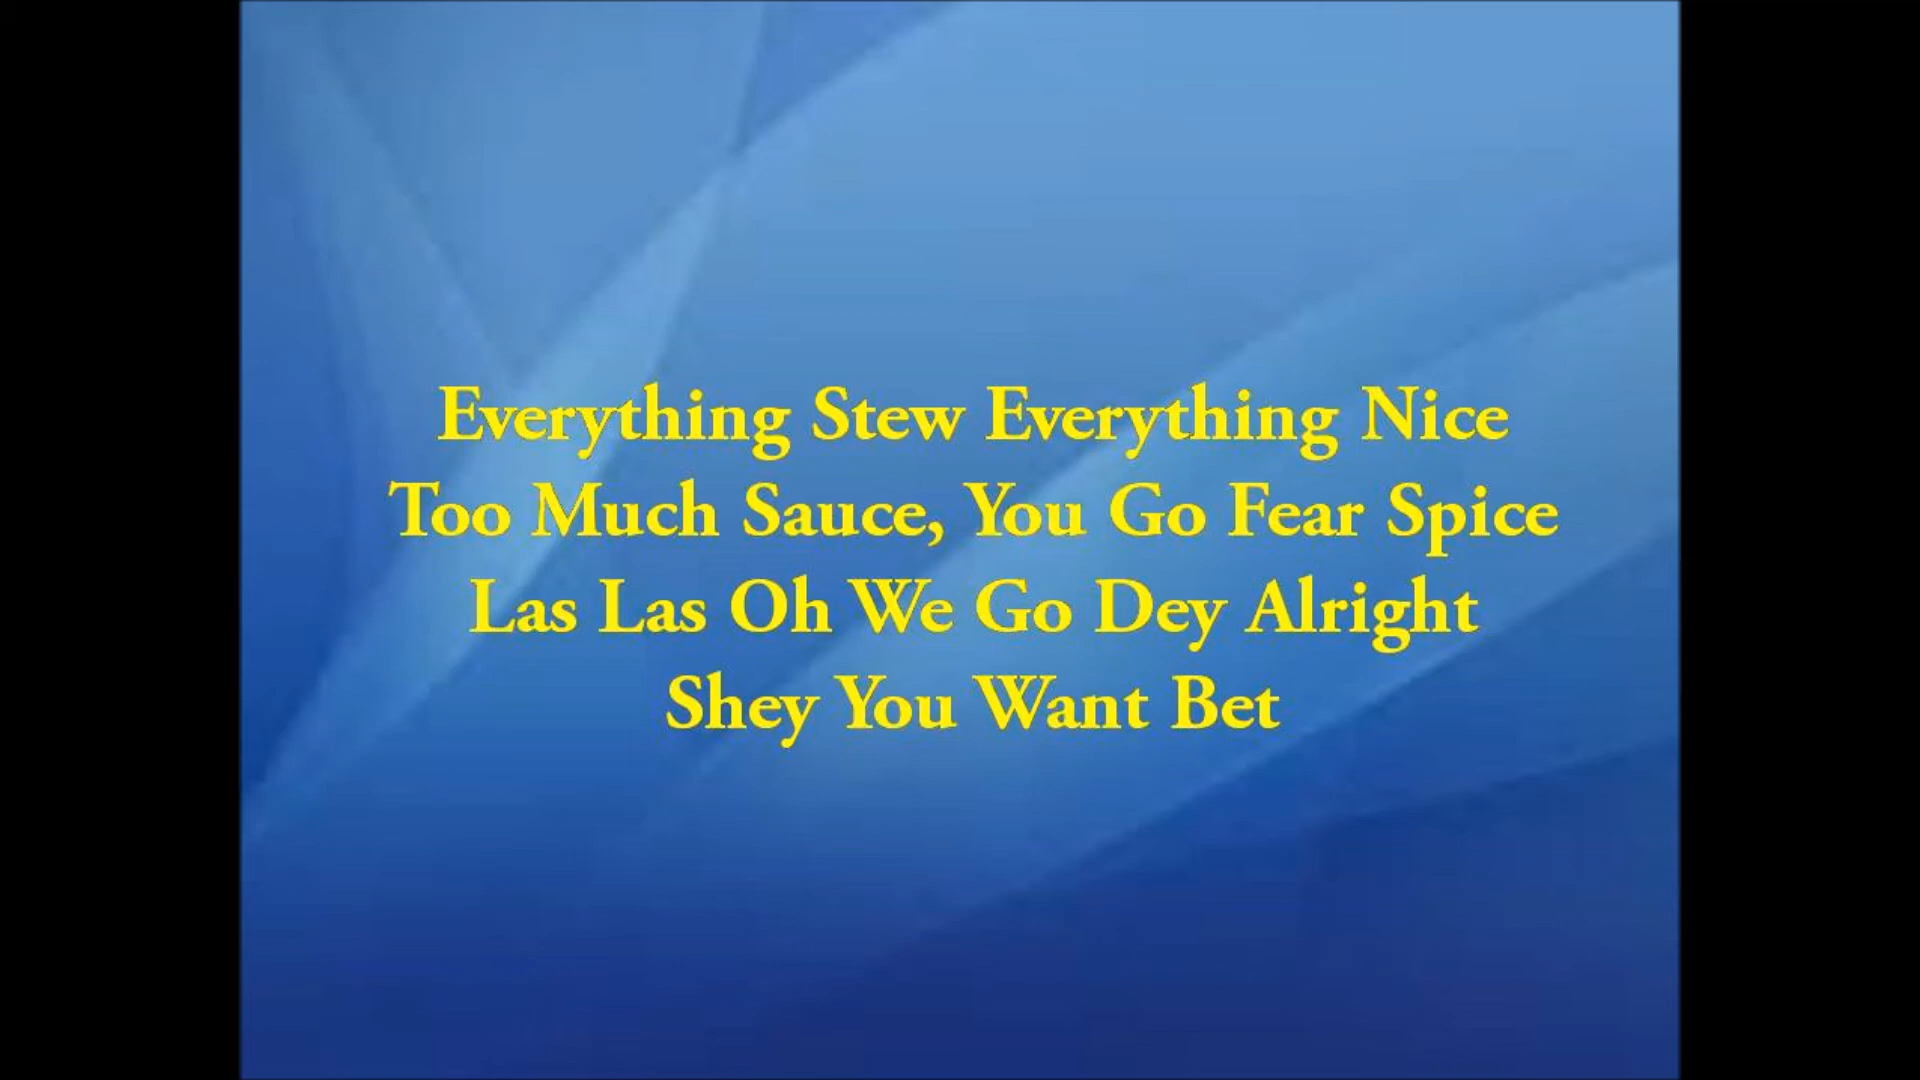 Everything Stew Everything Nice
Too Much Sauce, You Go Fear Spice
Las Las Oh We Go Dey Alright
Shey You Want Bet